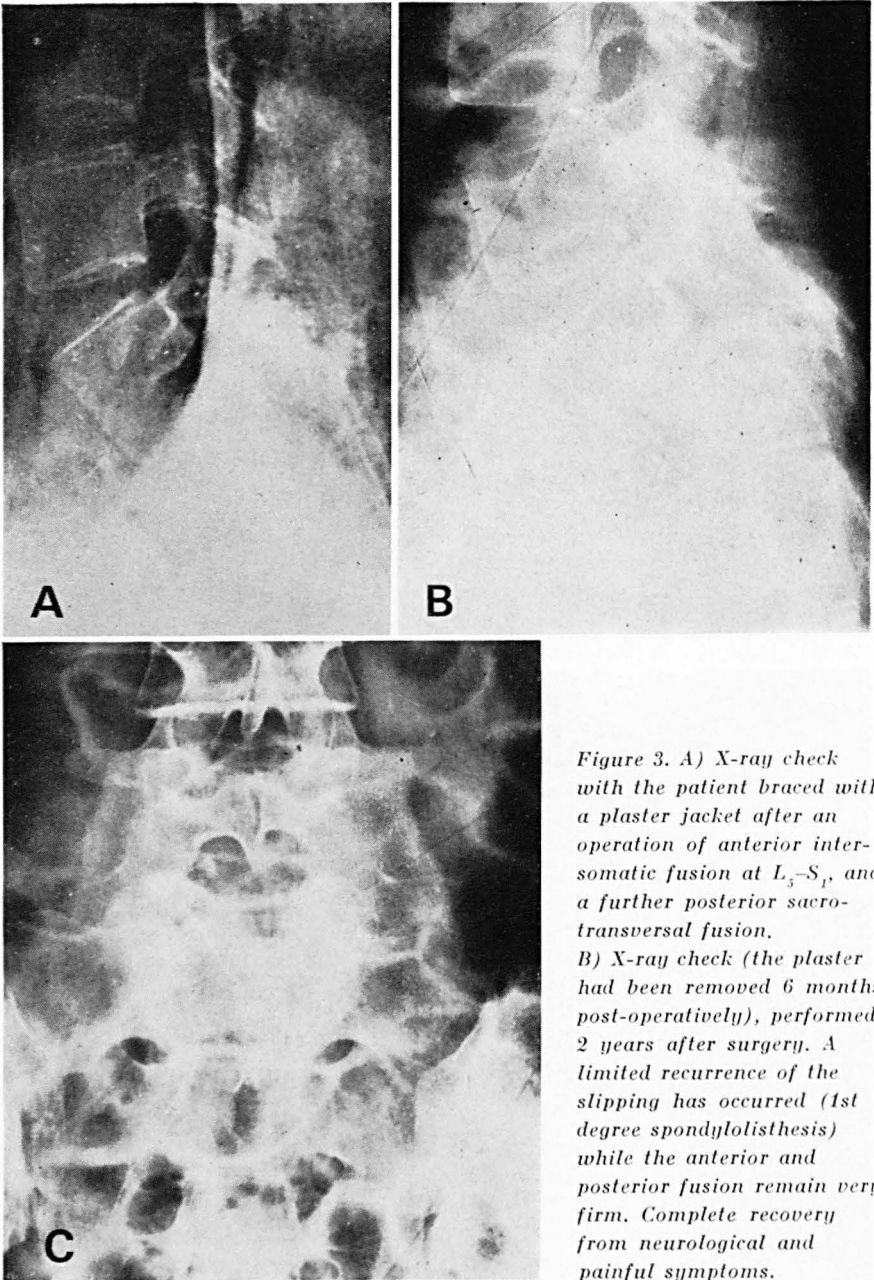 A
B
C
Figure 3. A) X-ray check
with the patient braced with
a plaster jacket after an
operation of anterior inter-
somatic fusion at L₅–S₁, and
a further posterior sacro-
transversal fusion.
B) X-ray check (the plaster
had been removed 6 months
post-operatively), performed
2 years after surgery. A
limited recurrence of the
slipping has occurred (1st
degree spondylolisthesis)
while the anterior and
posterior fusion remain very
firm. Complete recovery
from neurological and
painful symptoms.